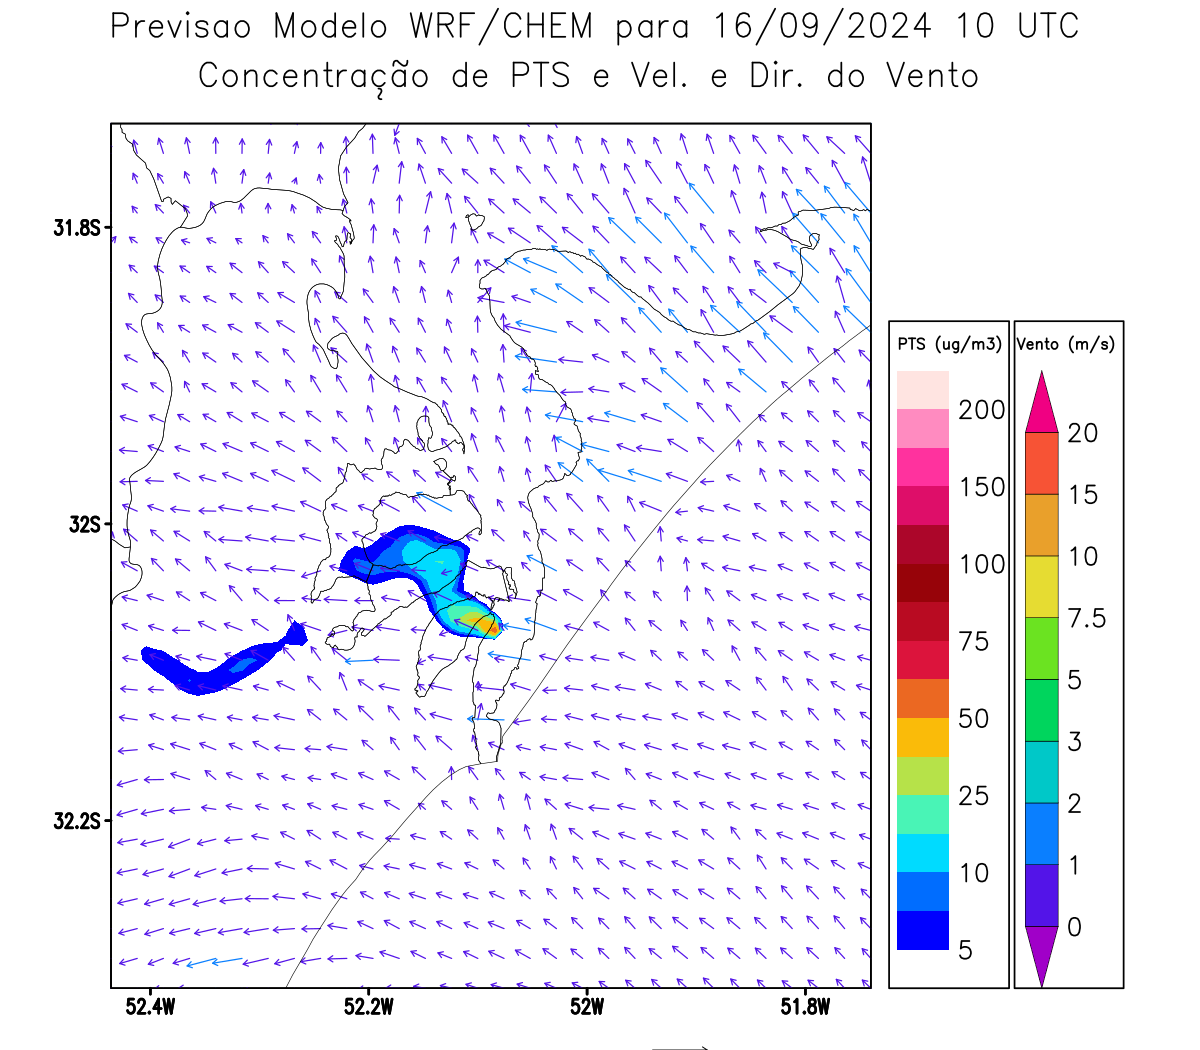 Previsao Modelo WRF/CHEM para 16/09/2024 10 UTC
Concentração de PTS e Vel. e Dir. do Vento
31.8S
32S
32.2S
52.4W
52.2W
52W
51.8W
PTS (ug/m3)
200
150
100
75
50
25
10
5
Vento (m/s)
20
15
10
7.5
5
3
2
1
0